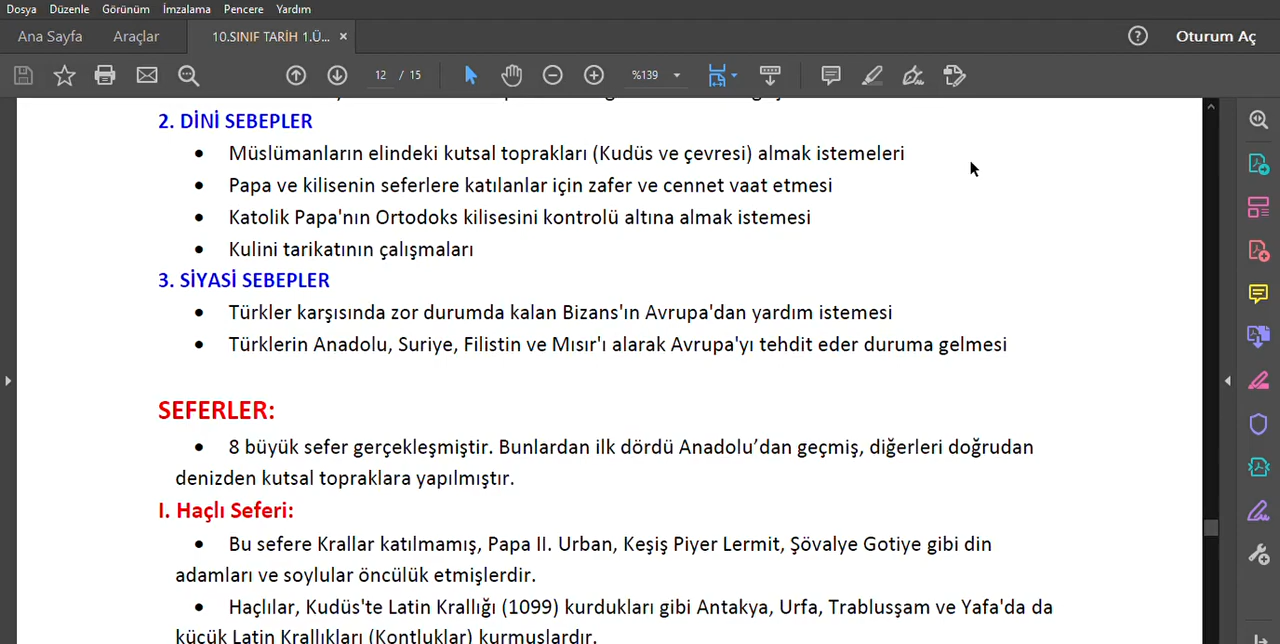 Dosya Düzenle Görünüm İmzalama Pencere Yardım
Ana Sayfa Araçlar 10.SINIF TARİH 1.Ü... × ? Oturum Aç
12 / 15 %139
2. DİNİ SEBEPLER
• Müslümanların elindeki kutsal toprakları (Kudüs ve çevresi) almak istemeleri
• Papa ve kilisenin seferlere katılanlar için zafer ve cennet vaat etmesi
• Katolik Papa'nın Ortodoks kilisesini kontrolü altına almak istemesi
• Kulini tarikatının çalışmaları
3. SİYASİ SEBEPLER
• Türkler karşısında zor durumda kalan Bizans'ın Avrupa'dan yardım istemesi
• Türklerin Anadolu, Suriye, Filistin ve Mısır'ı alarak Avrupa'yı tehdit eder duruma gelmesi
SEFERLER:
• 8 büyük sefer gerçekleşmiştir. Bunlardan ilk dördü Anadolu’dan geçmiş, diğerleri doğrudan
denizden kutsal topraklara yapılmıştır.
I. Haçlı Seferi:
• Bu sefere Krallar katılmamış, Papa II. Urban, Keşiş Piyer Lermit, Şövalye Gotiye gibi din
adamları ve soylular öncülük etmişlerdir.
• Haçlılar, Kudüs'te Latin Krallığı (1099) kurdukları gibi Antakya, Urfa, Trablusşam ve Yafa'da da
küçük Latin Krallıkları (Kontluklar) kurmuşlardır.